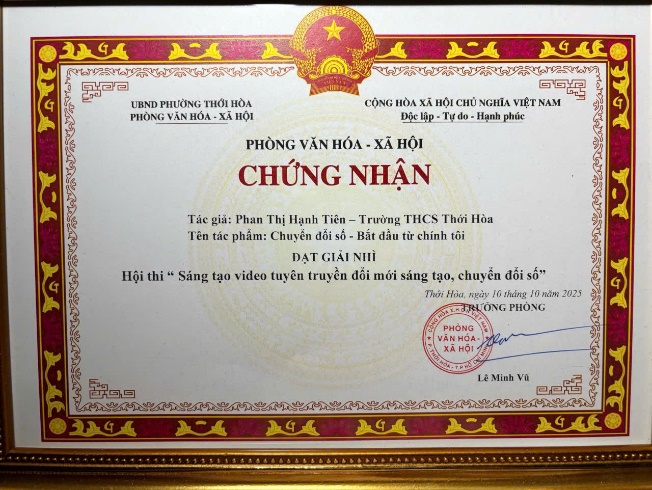 UBND PHƯỜNG THỚI HÒA
PHÒNG VĂN HÓA - XÃ HỘI
CỘNG HÒA XÃ HỘI CHỦ NGHĨA VIỆT NAM
Độc lập - Tự do - Hạnh phúc
PHÒNG VĂN HÓA - XÃ HỘI
CHỨNG NHẬN
Tác giả: Phan Thị Hạnh Tiên – Trường THCS Thới Hòa
Tên tác phẩm: Chuyển đổi số - Bắt đầu từ chính tôi
ĐẠT GIẢI NHÌ
Hội thi “ Sáng tạo video tuyên truyền đổi mới sáng tạo, chuyển đổi số”
Thới Hòa, ngày 10 tháng 10 năm 2025
TRƯỞNG PHÒNG
PHÒNG
VĂN HÓA-
XÃ HỘI
Lê Minh Vũ